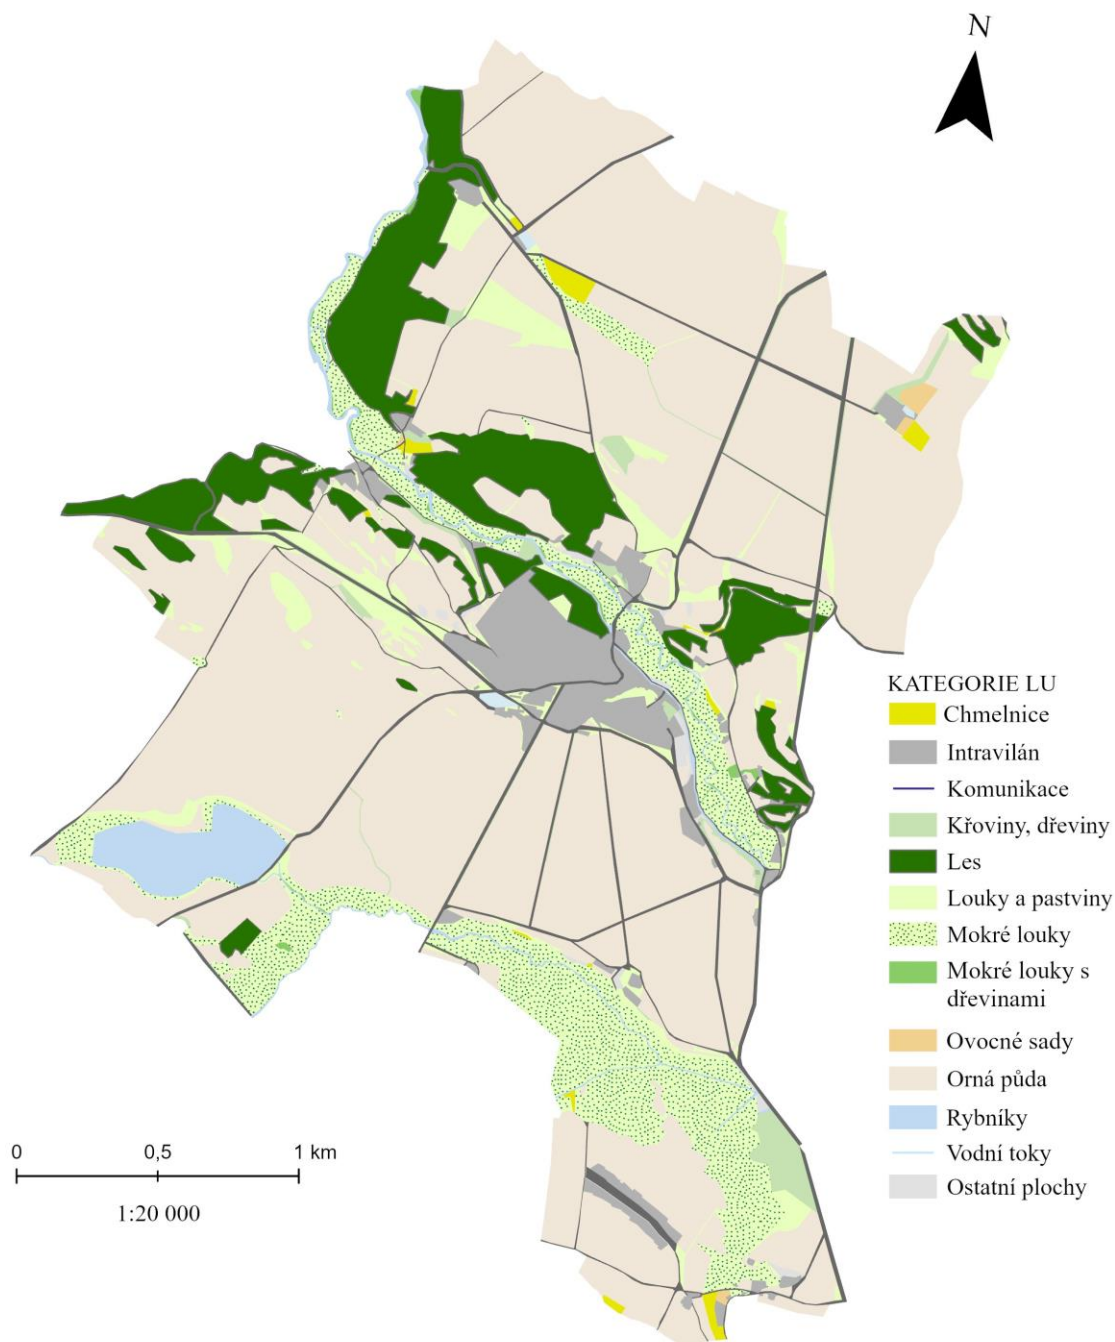 N
KATEGORIE LU
Chmelnice
Intravilán
Komunikace
Křoviny, dřeviny
Les
Louky a pastviny
Mokré louky
Mokré louky s
dřevinami
Ovocné sady
Orná půda
Rybníky
Vodní toky
Ostatní plochy
0 0,5 1 km
1:20 000